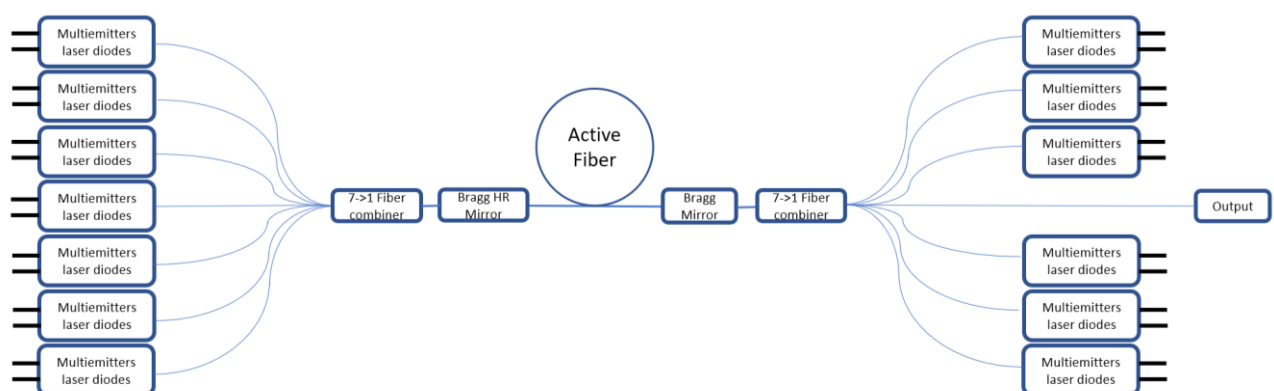 Multiemitters
laser diodes
Multiemitters
laser diodes
Multiemitters
laser diodes
Multiemitters
laser diodes
Multiemitters
laser diodes
Multiemitters
laser diodes
Multiemitters
laser diodes
7->1 Fiber
combiner
Bragg HR
Mirror
Active
Fiber
Bragg
Mirror
7->1 Fiber
combiner
Multiemitters
laser diodes
Multiemitters
laser diodes
Multiemitters
laser diodes
Output
Multiemitters
laser diodes
Multiemitters
laser diodes
Multiemitters
laser diodes